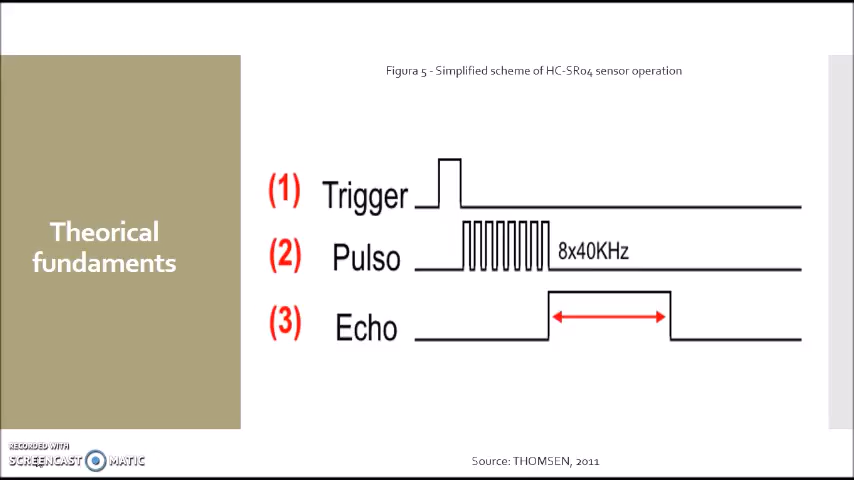 Figura 5 - Simplified scheme of HC-SR04 sensor operation
Theorical
fundaments
(1) Trigger
(2) Pulso 8x40KHz
(3) Echo
RECORDED WITH
SCREENCAST MATIC
Source: THOMSEN, 2011